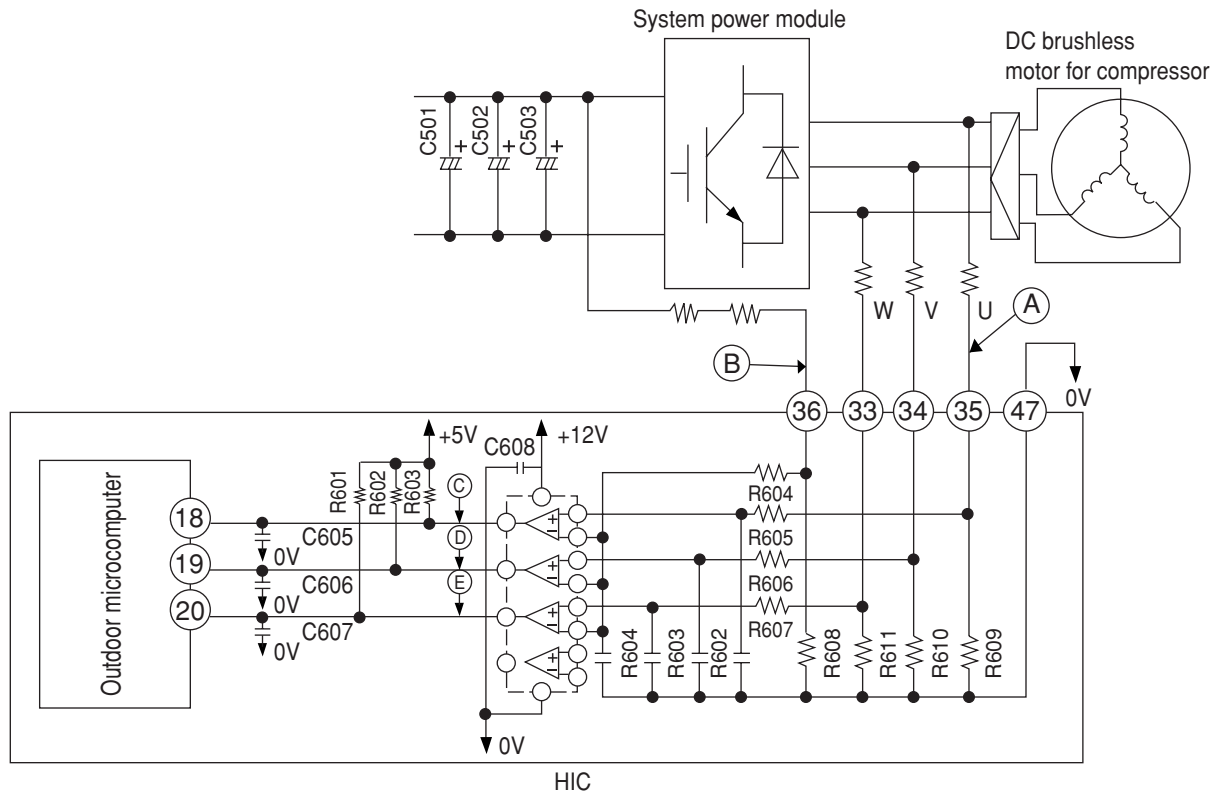 System power module
DC brushless
motor for compressor
C501
+
C502
+
C503
+
W
V
U
A
B
36
33
34
35
47
0V
+5V
C608
+12V
R601
R602
R603
C
R604
18
C605
+
-
R605
0V
D
19
C606
+
-
R606
0V
E
20
C607
+
-
R607
0V
+
-
R604
R603
R602
R608
R611
R610
R609
Outdoor microcomputer
0V
HIC